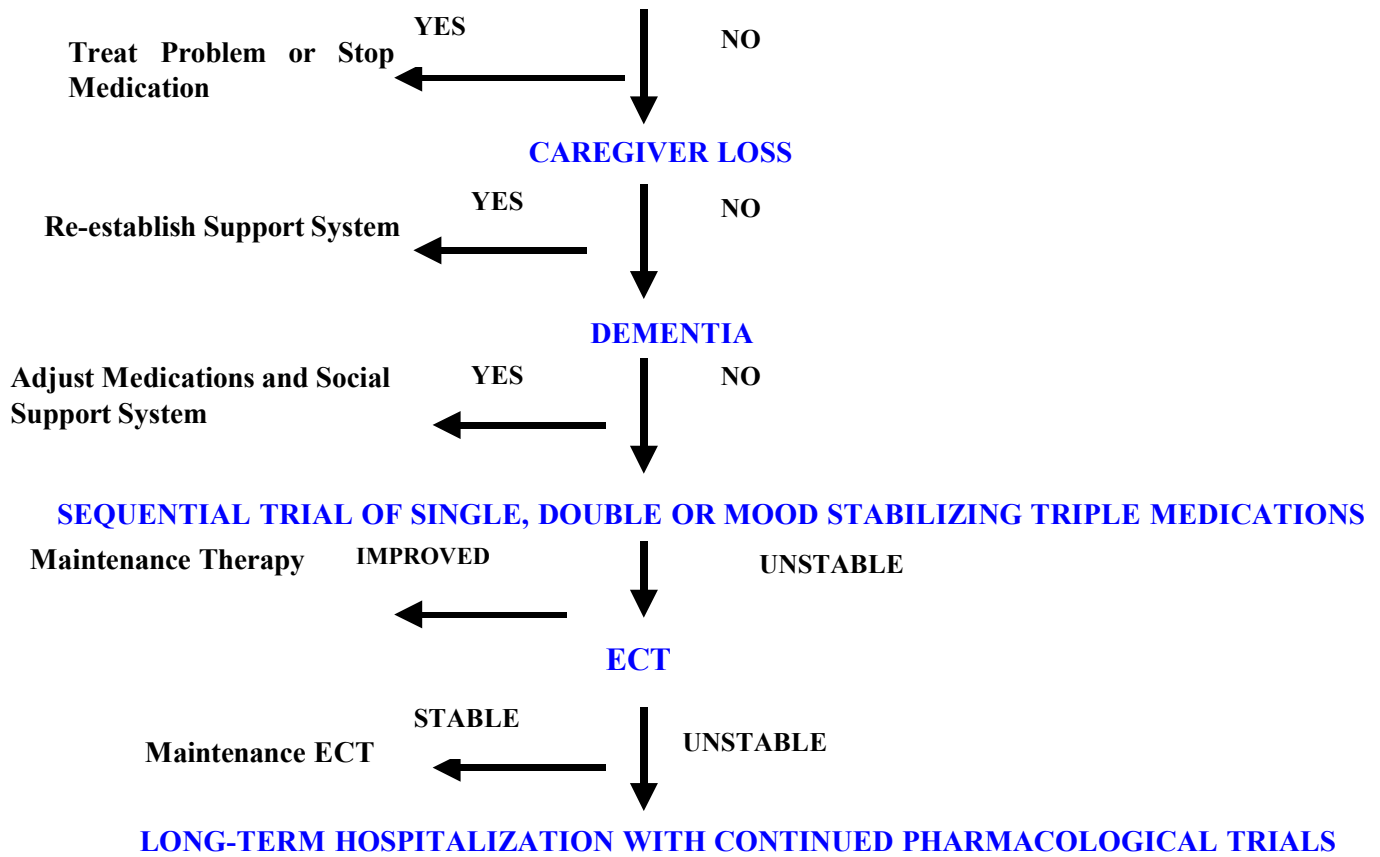 YES
NO
Treat Problem or Stop
Medication
CAREGIVER LOSS
YES
NO
Re-establish Support System
DEMENTIA
Adjust Medications and Social
Support System
YES
NO
SEQUENTIAL TRIAL OF SINGLE, DOUBLE OR MOOD STABILIZING TRIPLE MEDICATIONS
Maintenance Therapy
IMPROVED
UNSTABLE
ECT
STABLE
UNSTABLE
Maintenance ECT
LONG-TERM HOSPITALIZATION WITH CONTINUED PHARMACOLOGICAL TRIALS